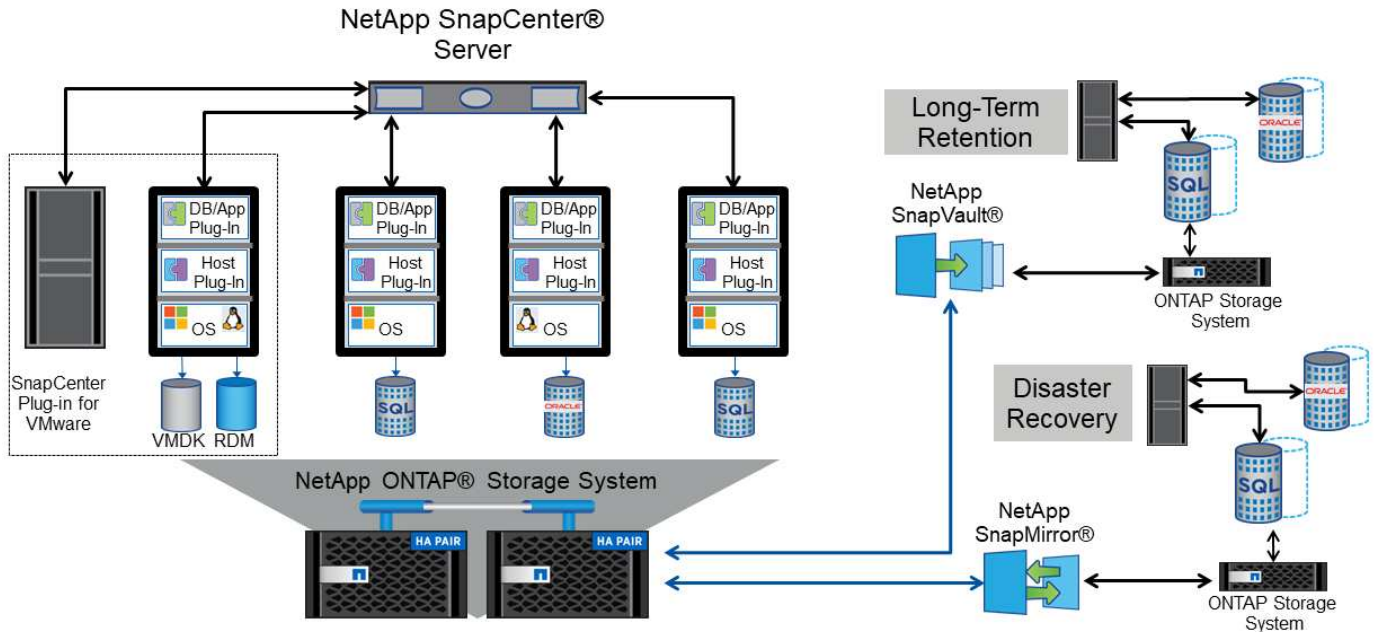 NetApp SnapCenter®
Server
DB/App
Plug-In
Host
Plug-In
OS
DB/App
Plug-In
Host
Plug-In
OS
DB/App
Plug-In
Host
Plug-In
OS
DB/App
Plug-In
Host
Plug-In
OS
SnapCenter
Plug-in for
VMware
VMDK
RDM
SQL
ORACLE
SQL
NetApp ONTAP® Storage System
HA PAIR
HA PAIR
Long-Term
Retention
ORACLE
SQL
NetApp
SnapVault®
ONTAP Storage
System
Disaster
Recovery
ORACLE
SQL
NetApp
SnapMirror®
ONTAP Storage
System